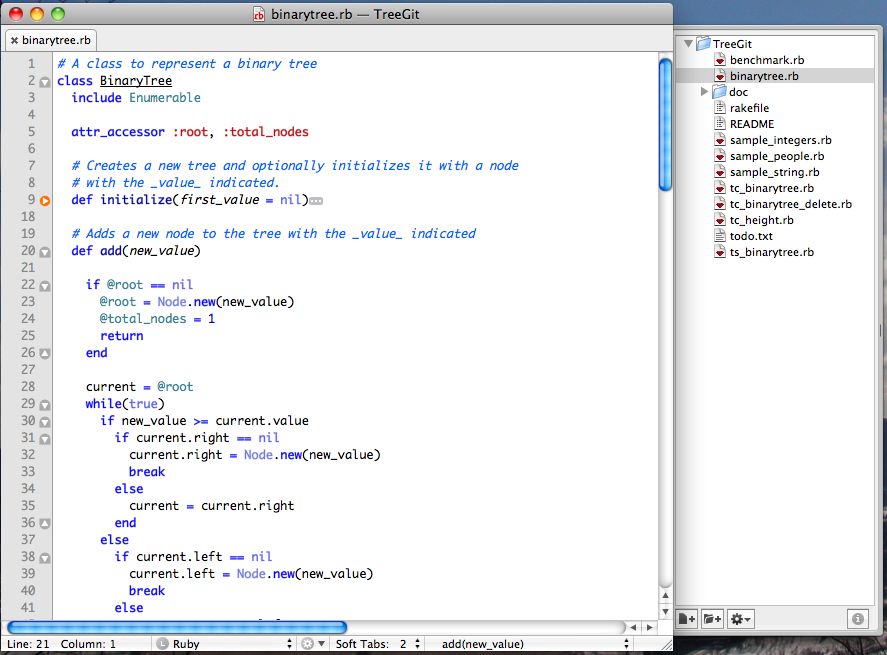 binarytree.rb — TreeGit
binarytree.rb
1 # A class to represent a binary tree
2 class BinaryTree
3 include Enumerable
4
5 attr_accessor :root, :total_nodes
6
7 # Creates a new tree and optionally initializes it with a node
8 # with the _value_ indicated.
9 def initialize(first_value = nil)
18
19 # Adds a new node to the tree with the _value_ indicated
20 def add(new_value)
21
22 if @root == nil
23 @root = Node.new(new_value)
24 @total_nodes = 1
25 return
26 end
27
28 current = @root
29 while(true)
30 if new_value >= current.value
31 if current.right == nil
32 current.right = Node.new(new_value)
33 break
34 else
35 current = current.right
36 end
37 else
38 if current.left == nil
39 current.left = Node.new(new_value)
40 break
41 else
Line: 21 Column: 1 L Ruby Soft Tabs: 2 add(new_value)
TreeGit
benchmark.rb
binarytree.rb
doc
rakefile
README
sample_integers.rb
sample_people.rb
sample_string.rb
tc_binarytree.rb
tc_binarytree_delete.rb
tc_height.rb
todo.txt
ts_binarytree.rb